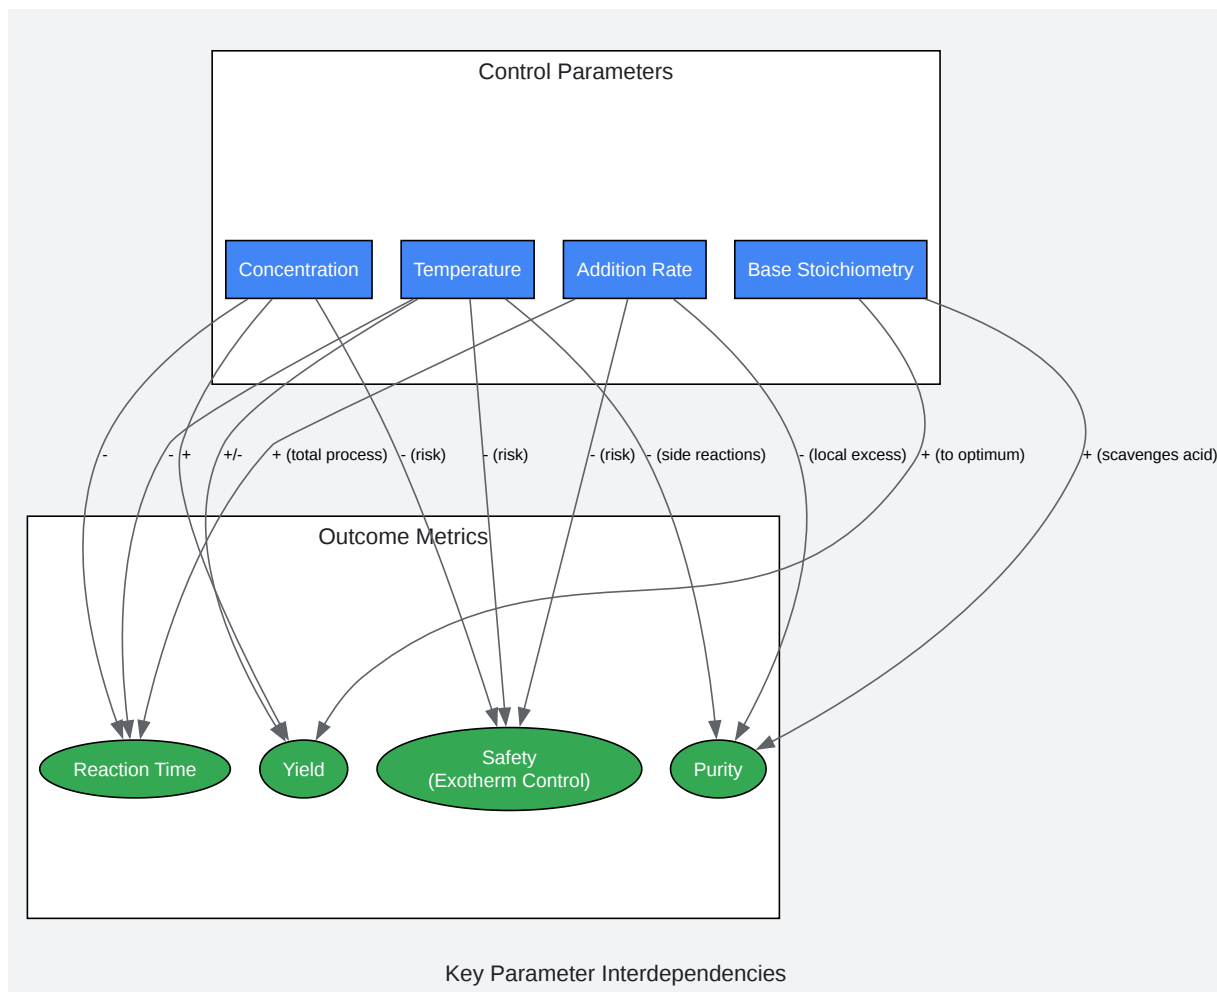 Control Parameters
Concentration
Temperature
Addition Rate
Base Stoichiometry
-
-
+
+/-
+ (total process)
- (risk)
- (risk)
- (risk)
- (side reactions)
- (local excess)
+ (to optimum)
+ (scavenges acid)
Outcome Metrics
Reaction Time
Yield
Safety
(Exotherm Control)
Purity
Key Parameter Interdependencies